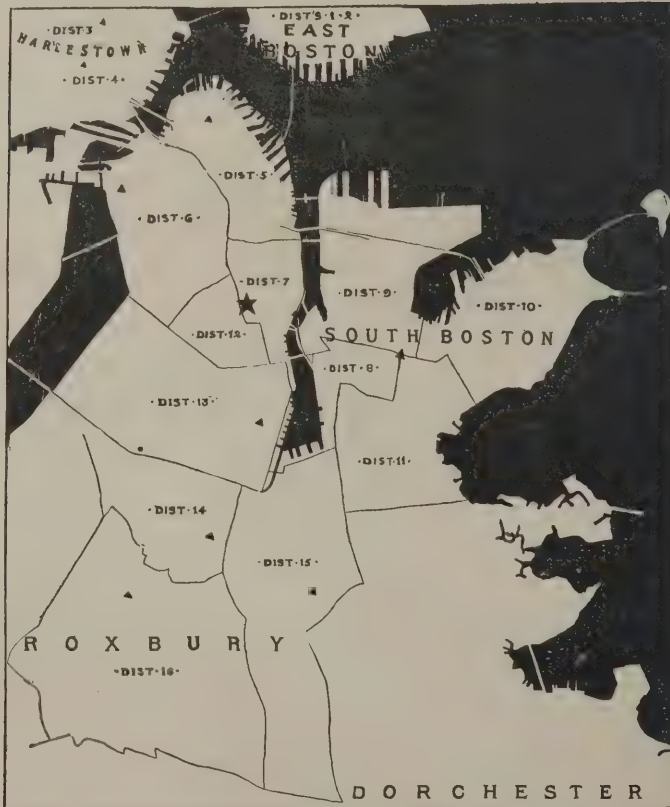 ·DIST·3
HARLESTOWN
·DIST·4·
·DIST'S·1·2·
EAST
BOSTON
·DIST·5
·DIST·6·
·DIST·7
·DIST·9·
·DIST·10·
·DIST·12·
SOUTH BOSTON
·DIST·8·
·DIST·13·
·DIST·11·
·DIST·14·
·DIST·15·
ROXBURY
·DIST·16·
DORCHESTER